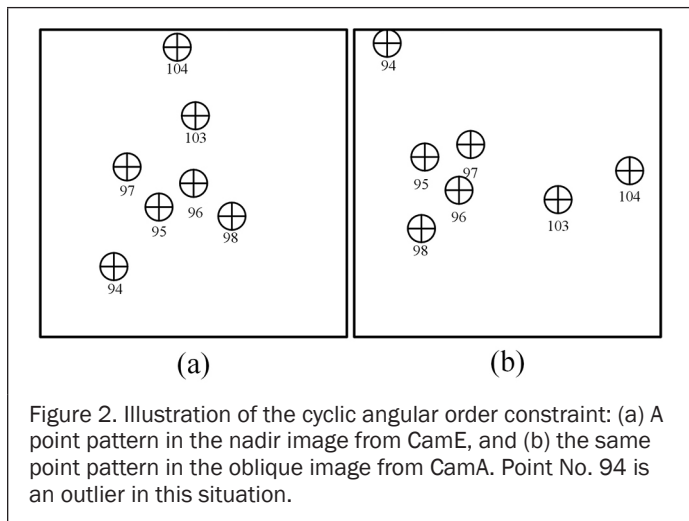 104
103
97
96
95
98
94
(a)
94
97
95
96
104
103
98
(b)
Figure 2. Illustration of the cyclic angular order constraint: (a) A
point pattern in the nadir image from CamE, and (b) the same
point pattern in the oblique image from CamA. Point No. 94 is
an outlier in this situation.